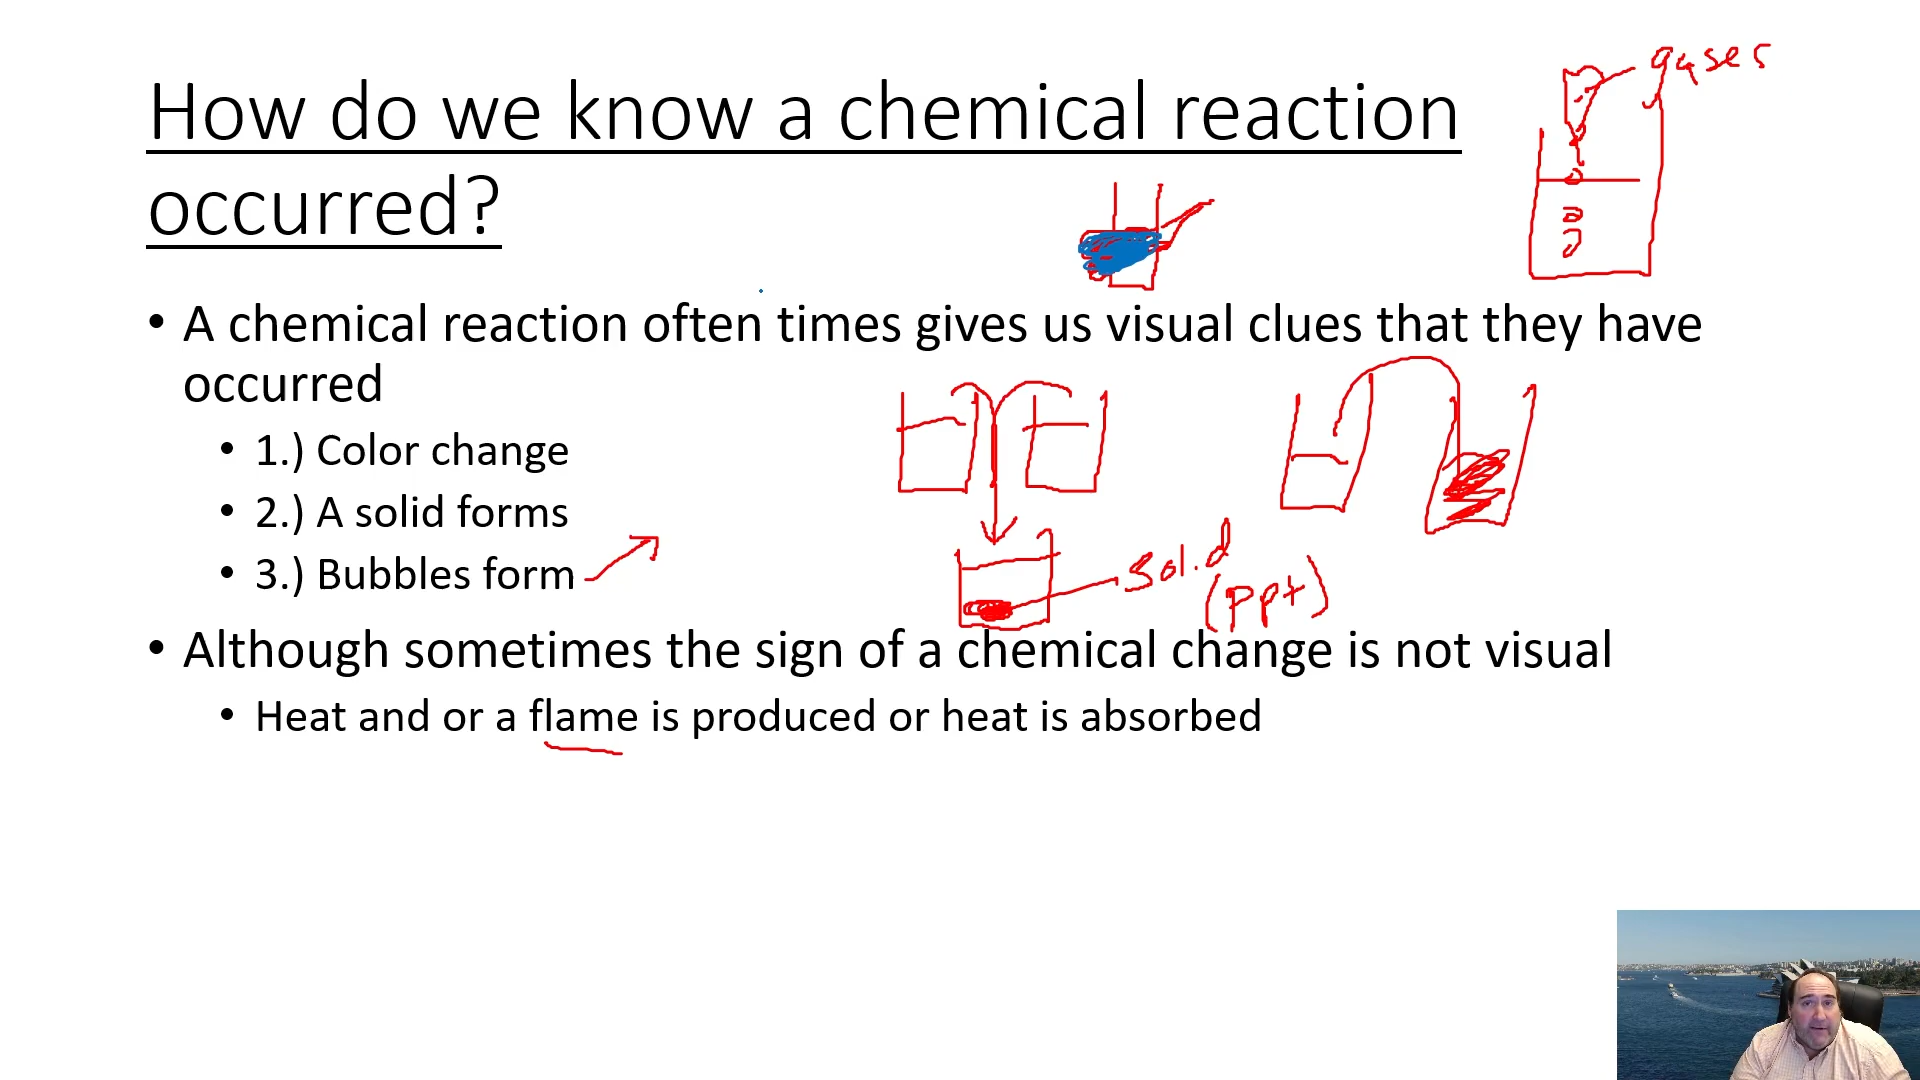 How do we know a chemical reaction
occurred?
gases
• A chemical reaction often times gives us visual clues that they have
occurred
• 1.) Color change
• 2.) A solid forms
• 3.) Bubbles form
solid
(ppt)
• Although sometimes the sign of a chemical change is not visual
• Heat and or a flame is produced or heat is absorbed